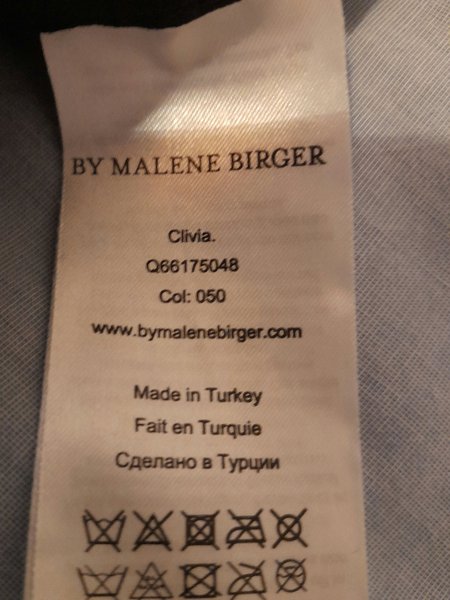 BY MALENE BIRGER
Clivia.
Q66175048
Col: 050
www.bymalenebirger.com
Made in Turkey
Fait en Turquie
Сделано в Турции